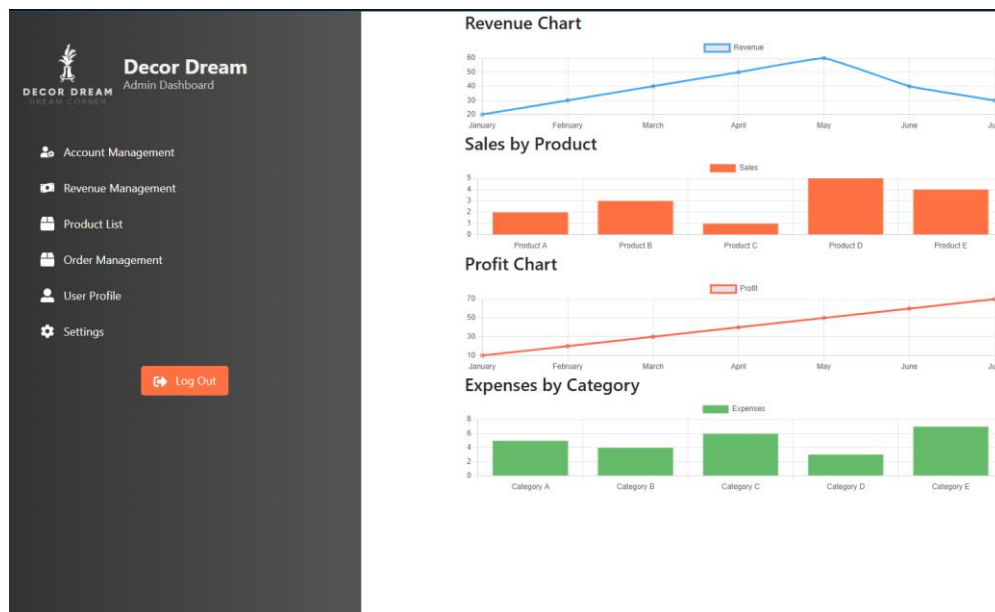 Decor Dream
Admin Dashboard
DECOR DREAM
DREAM CORNER
Account Management
Revenue Management
Product List
Order Management
User Profile
Settings
Log Out
Revenue Chart
Revenue
60
50
40
30
20
January February March April May June Ju
Sales by Product
Sales
5
4
3
2
1
0
Product A Product B Product C Product D Product E
Profit Chart
Profit
70
50
30
10
January February March April May June Ju
Expenses by Category
Expenses
8
6
4
2
0
Category A Category B Category C Category D Category E